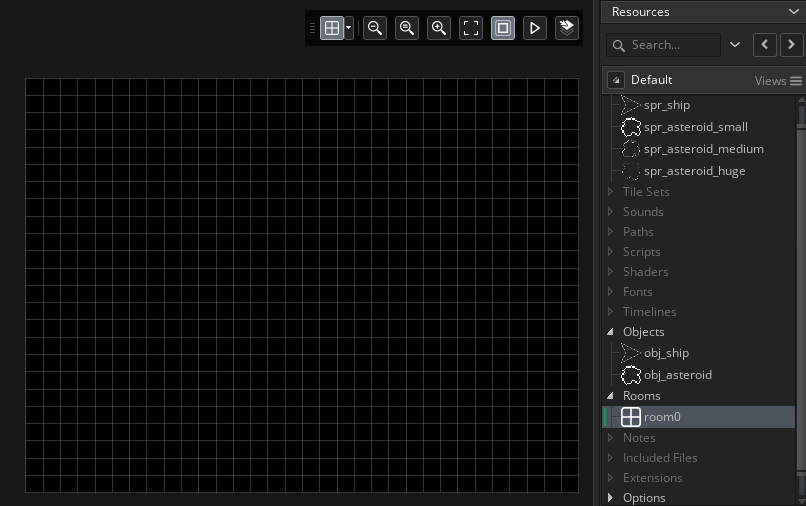 Resources
Search...
Default
Views
spr_ship
spr_asteroid_small
spr_asteroid_medium
spr_asteroid_huge
Tile Sets
Sounds
Paths
Scripts
Shaders
Fonts
Timelines
Objects
obj_ship
obj_asteroid
Rooms
room0
Notes
Included Files
Extensions
Options